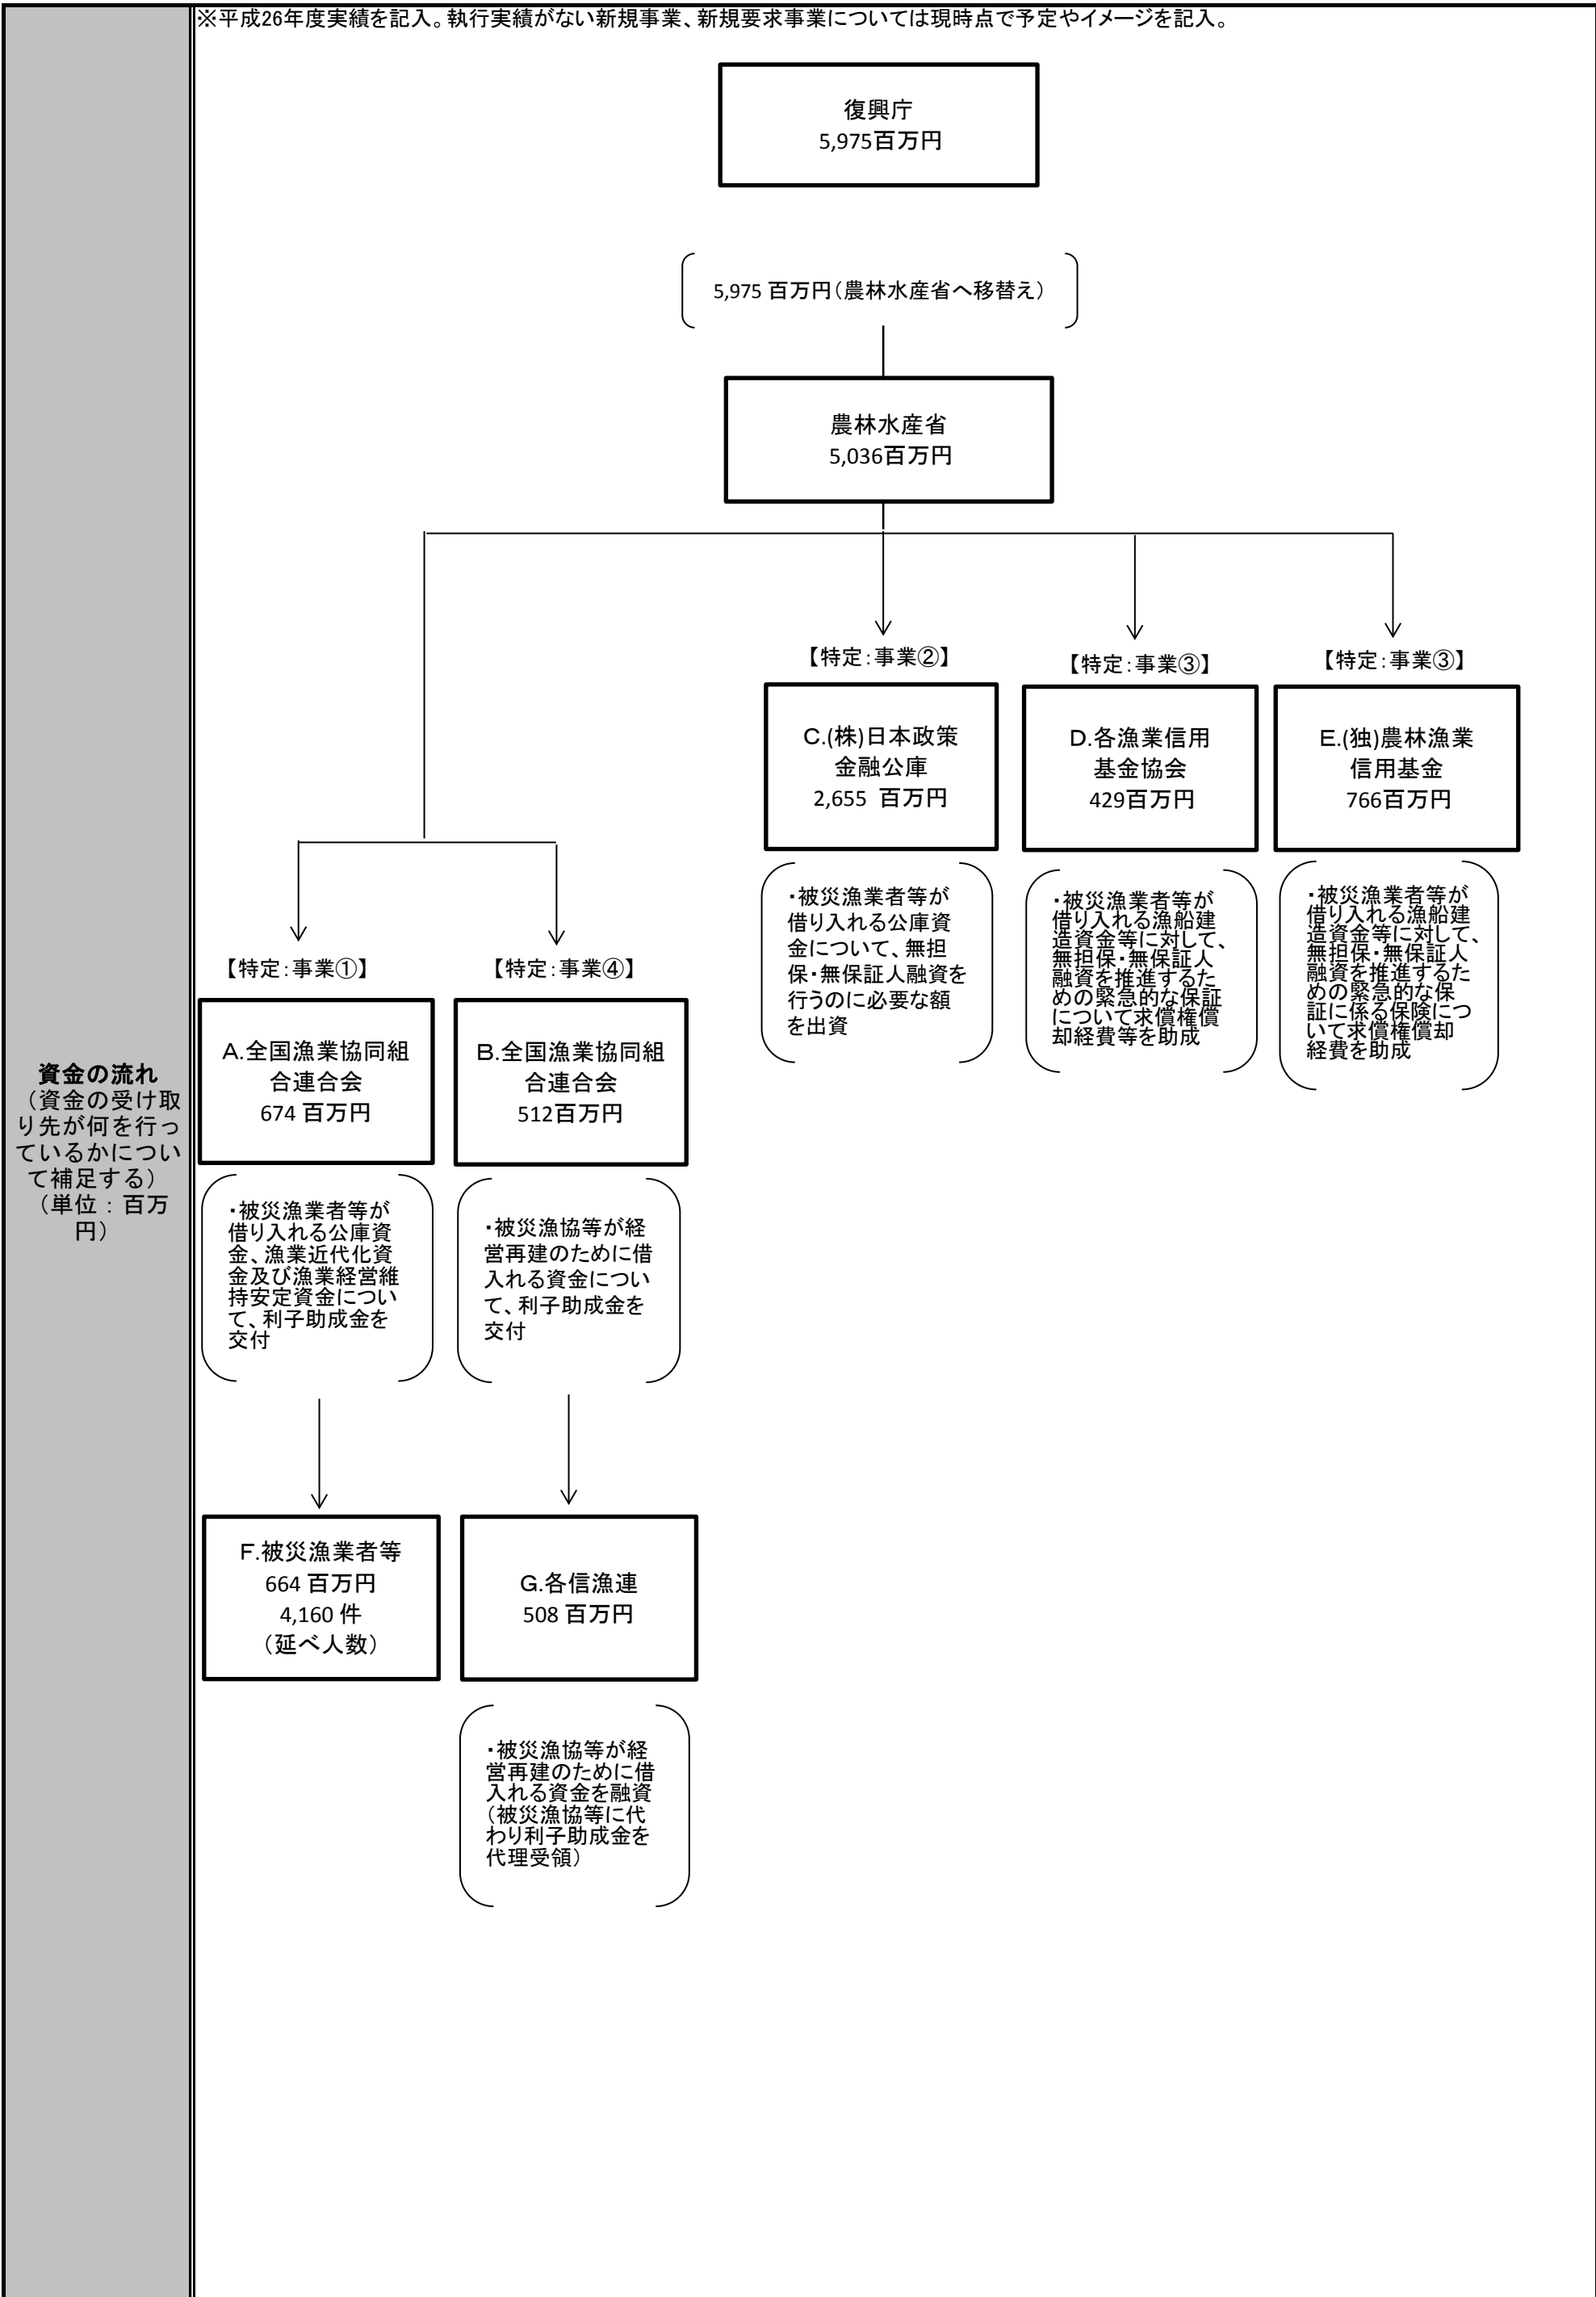 ※平成26年度実績を記入。執行実績がない新規事業、新規要求事業については現時点で予定やイメージを記入。
復興庁
5,975百万円
5,975 百万円（農林水産省へ移替え）
農林水産省
5,036百万円
【特定：事業②】
【特定：事業③】
【特定：事業③】
C.(株)日本政策
金融公庫
2,655 百万円
D.各漁業信用
基金協会
429百万円
E.(独)農林漁業
信用基金
766百万円
・被災漁業者等が
借り入れる公庫資
金について、無担
保・無保証人融資を
行うのに必要な額
を出資
・被災漁業者等が
借り入れる漁船建
造資金等に対して、
無担保・無保証人
融資を推進するた
めの緊急的な保証
について求償権償
却経費等を助成
・被災漁業者等が
借り入れる漁船建
造資金等に対して、
無担保・無保証人
融資を推進するた
めの緊急的な保
証に係る保険につ
いて求償権償却
経費を助成
【特定：事業①】
【特定：事業④】
A.全国漁業協同組
合連合会
674 百万円
B.全国漁業協同組
合連合会
512百万円
資金の流れ
（資金の受け取
り先が何を行っ
ているかについ
て補足する）
（単位：百万
円）
・被災漁業者等が
借り入れる公庫資
金、漁業近代化資
金及び漁業経営維
持安定資金につい
て、利子助成金を
交付
・被災漁協等が経
営再建のために借
入れる資金につい
て、利子助成金を
交付
F.被災漁業者等
664 百万円
4,160 件
（延べ人数）
G.各信漁連
508 百万円
・被災漁協等が経
営再建のために借
入れる資金を融資
（被災漁協等に代
わり利子助成金を
代理受領）